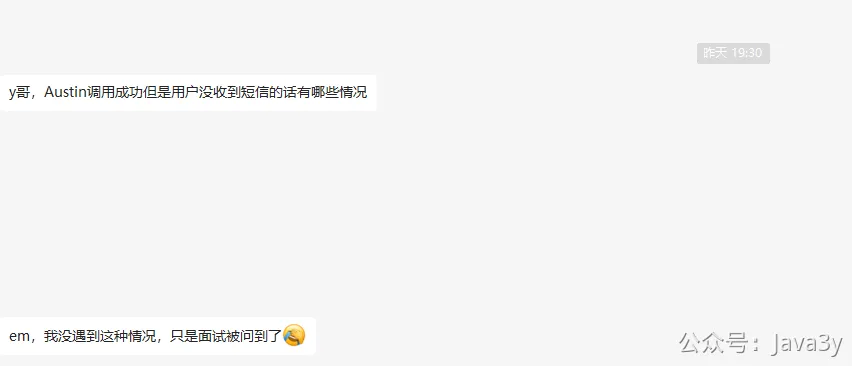 昨天 19:30
y哥，Austin调用成功但是用户没收到短信的话有哪些情况
em，我没遇到这种情况，只是面试被问到了
公众号：Java3y